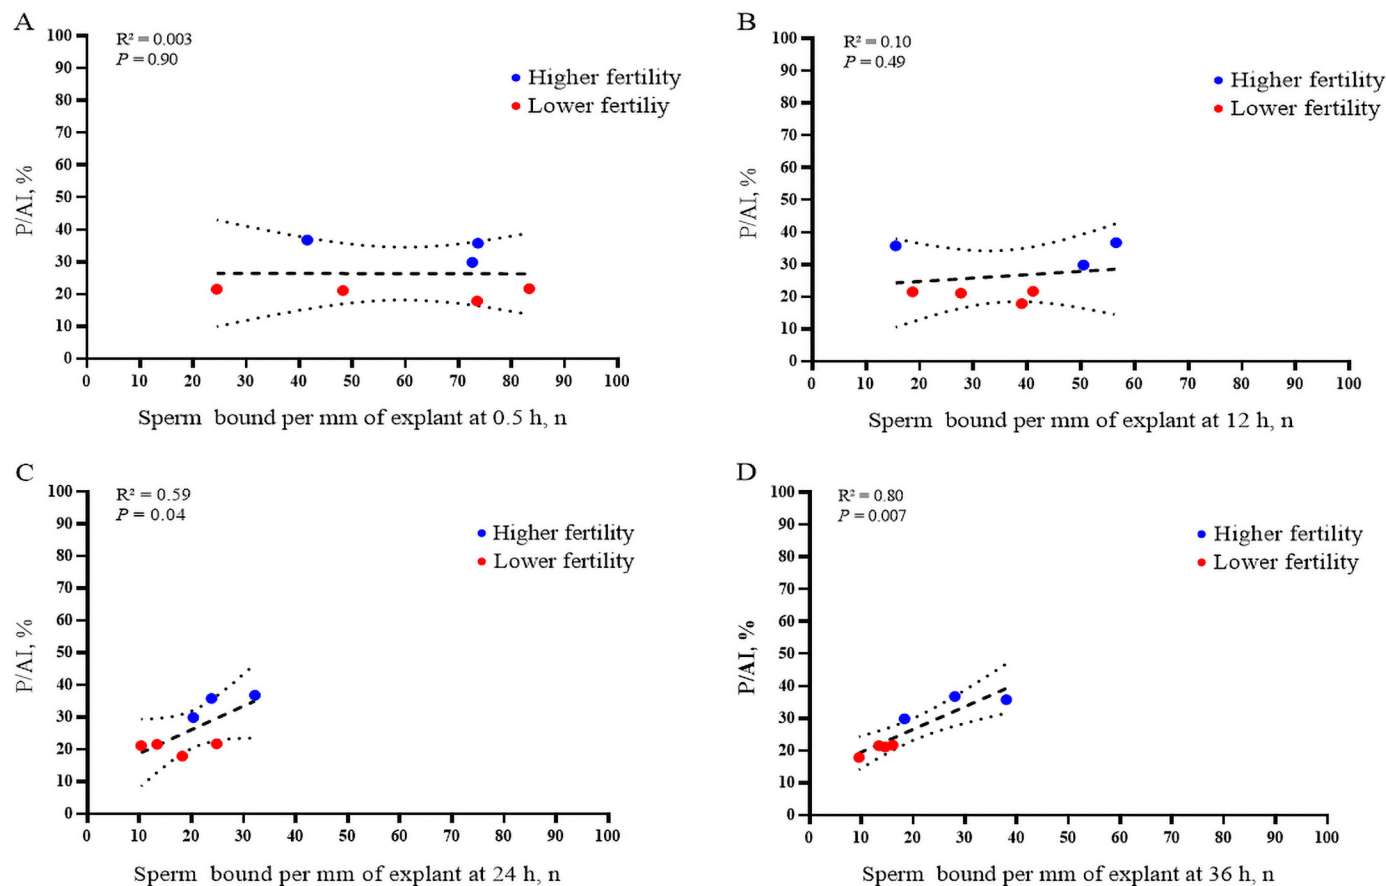 A
R² = 0.003
P = 0.90
Higher fertility
Lower fertiliy
P/AI, %
100
90
80
70
60
50
40
30
20
10
0
0 10 20 30 40 50 60 70 80 90 100
Sperm bound per mm of explant at 0.5 h, n
B
R² = 0.10
P = 0.49
Higher fertility
Lower fertility
P/AI, %
100
90
80
70
60
50
40
30
20
10
0
0 10 20 30 40 50 60 70 80 90 100
Sperm bound per mm of explant at 12 h, n
C
R² = 0.59
P = 0.04
Higher fertility
Lower fertility
P/AI, %
100
90
80
70
60
50
40
30
20
10
0
0 10 20 30 40 50 60 70 80 90 100
Sperm bound per mm of explant at 24 h, n
D
R² = 0.80
P = 0.007
Higher fertility
Lower fertility
P/AI, %
100
90
80
70
60
50
40
30
20
10
0
0 10 20 30 40 50 60 70 80 90 100
Sperm bound per mm of explant at 36 h, n